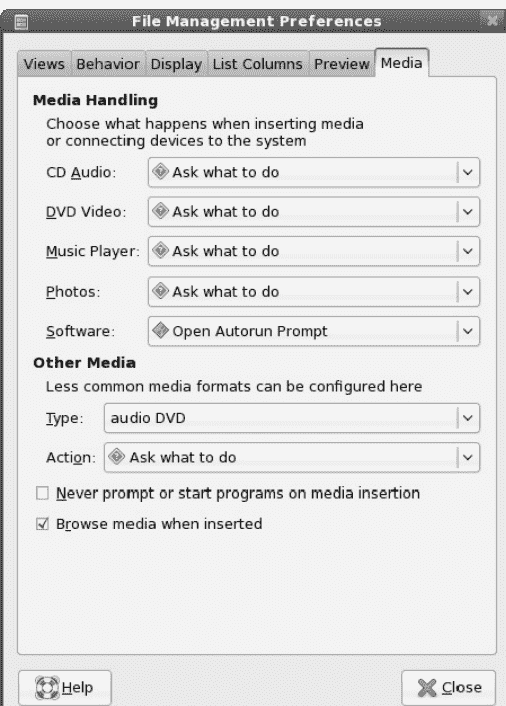 File Management Preferences
Views Behavior Display List Columns Preview Media
Media Handling
Choose what happens when inserting media
or connecting devices to the system
CD Audio: Ask what to do
DVD Video: Ask what to do
Music Player: Ask what to do
Photos: Ask what to do
Software: Open Autorun Prompt
Other Media
Less common media formats can be configured here
Type: audio DVD
Action: Ask what to do
Never prompt or start programs on media insertion
Browse media when inserted
Help Close